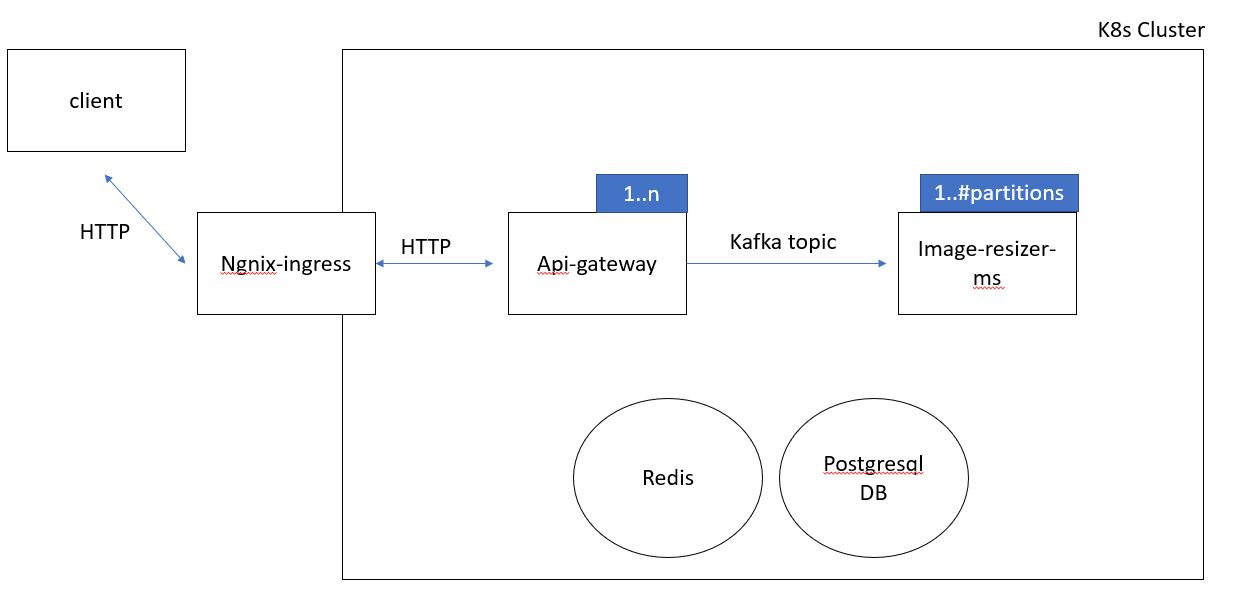 K8s Cluster
client
1..n
1..#partitions
HTTP
Ngnix-ingress
HTTP
Api-gateway
Kafka topic
Image-resizer-
ms
Redis
Postgresql
DB